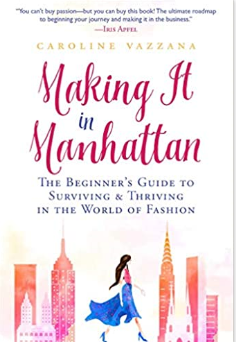 "You can't buy passion—but you can buy this book! The ultimate roadmap
to beginning your journey and making it in the business."
—Iris Apfel
CAROLINE VAZZANA
Making It
in
Manhattan
The Beginner's Guide to
Surviving & Thriving
in the World of Fashion